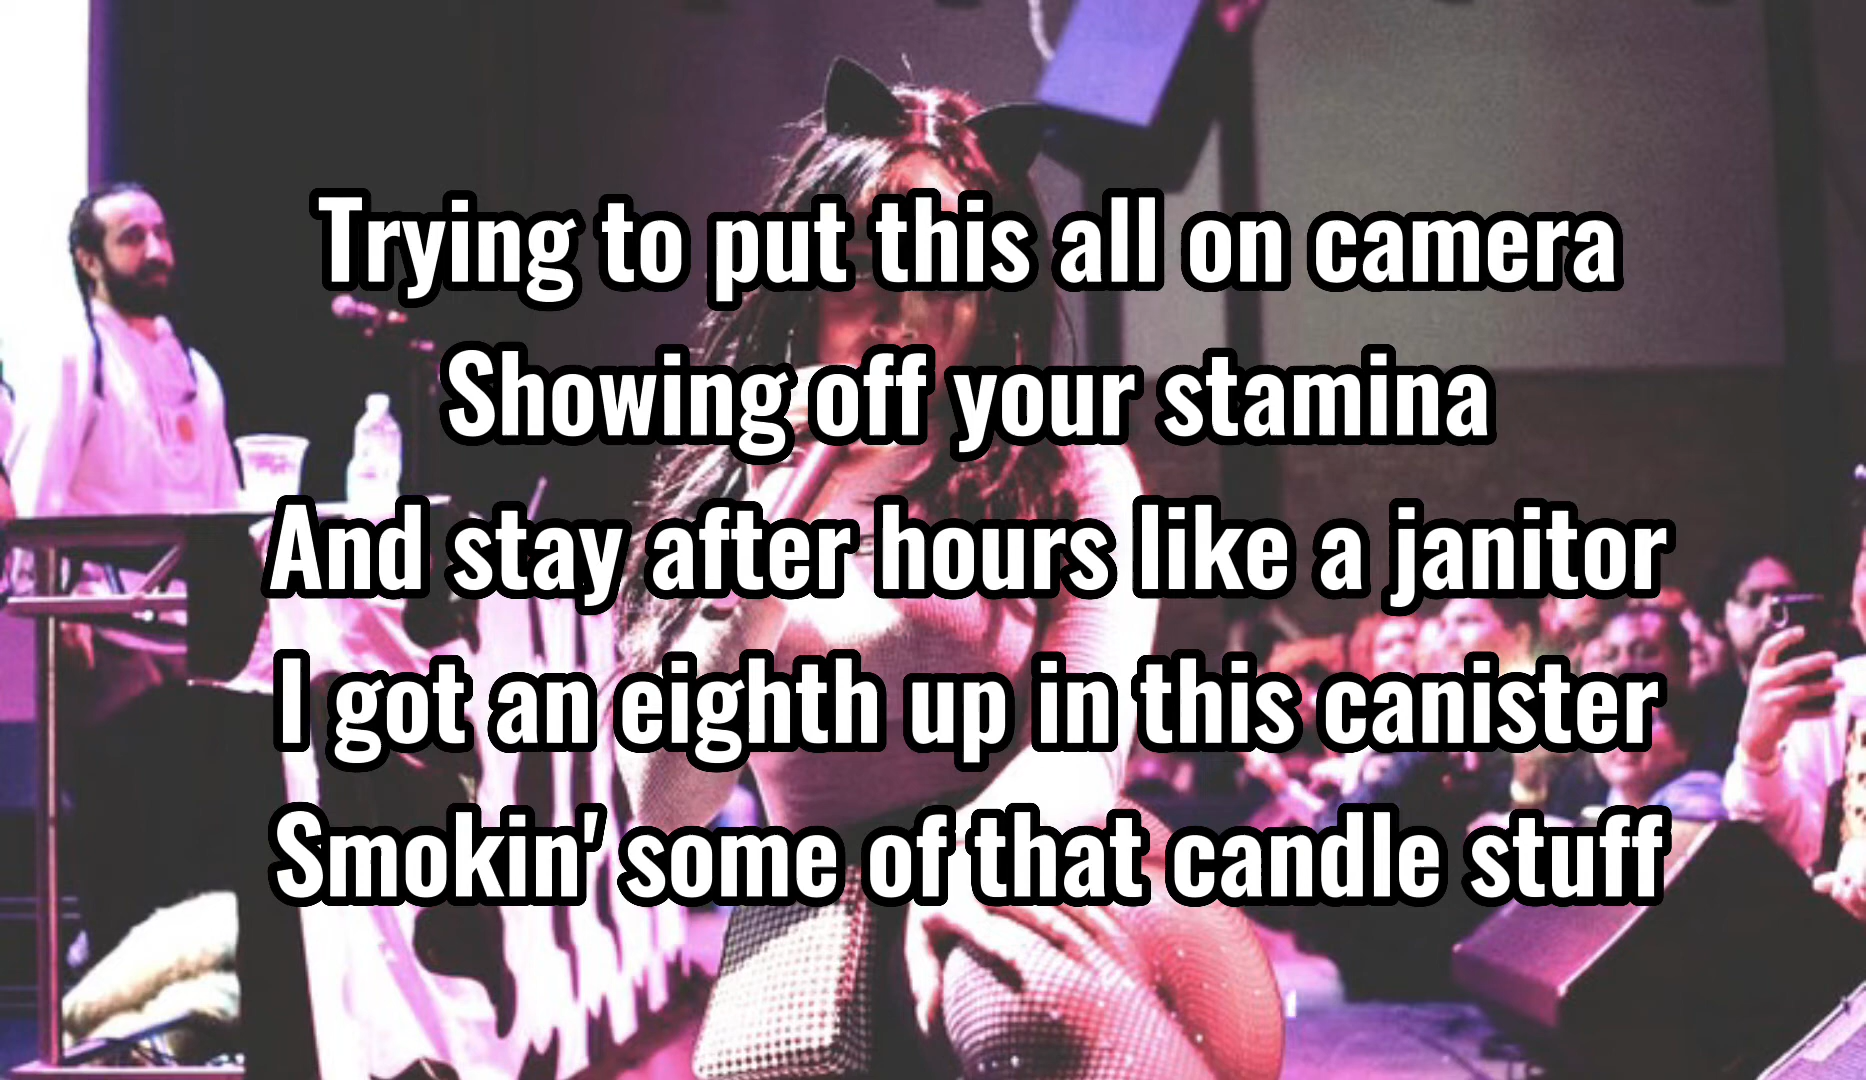 Trying to put this all on camera
Showing off your stamina
And stay after hours like a janitor
I got an eighth up in this canister
Smokin' some of that candle stuff